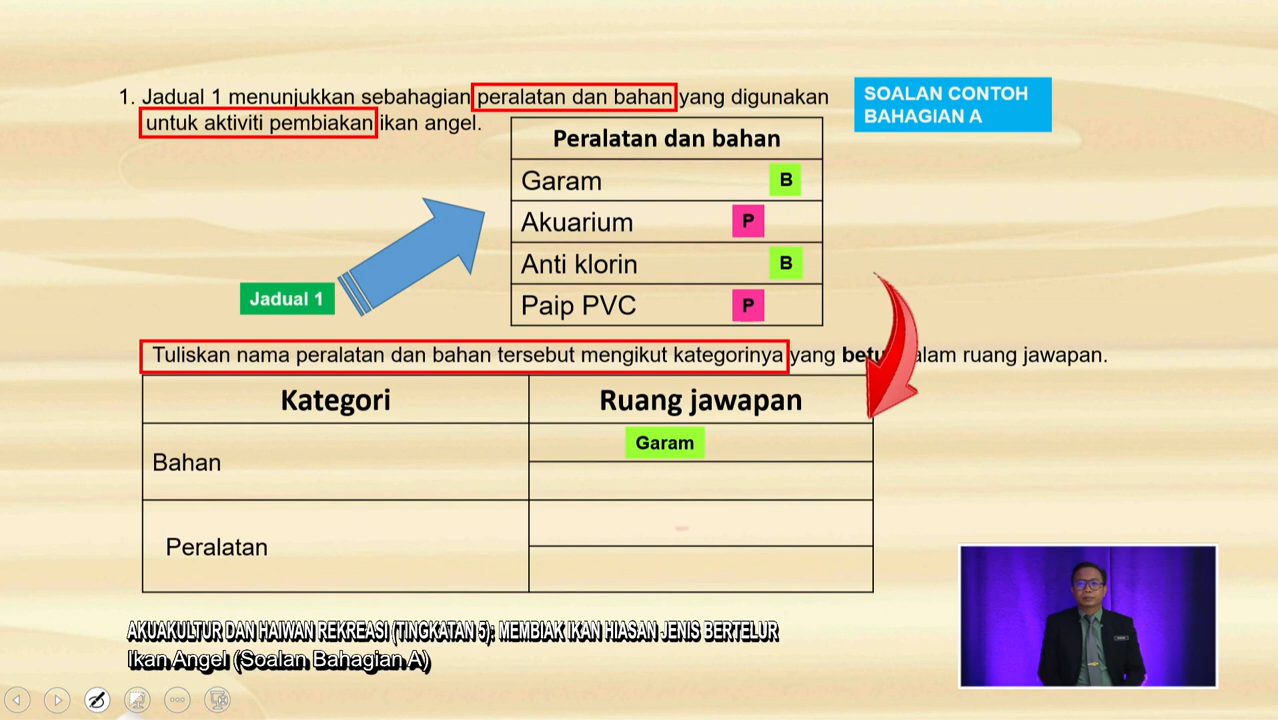 1. Jadual 1 menunjukkan sebahagian peralatan dan bahan yang digunakan
untuk aktiviti pembiakan ikan angel.
SOALAN CONTOH
BAHAGIAN A
Peralatan dan bahan
Garam B
Akuarium P
Anti klorin B
Paip PVC P
Jadual 1
Tuliskan nama peralatan dan bahan tersebut mengikut kategorinya yang betu alam ruang jawapan.
Kategori Ruang jawapan
Bahan
Garam
Peralatan
AKUAKULTUR DAN HAIWAN REKREASI (TINGKATAN 5): MEMBIAK IKAN HIASAN JENIS BERTELUR
Ikan Angel (Soalan Bahagian A)